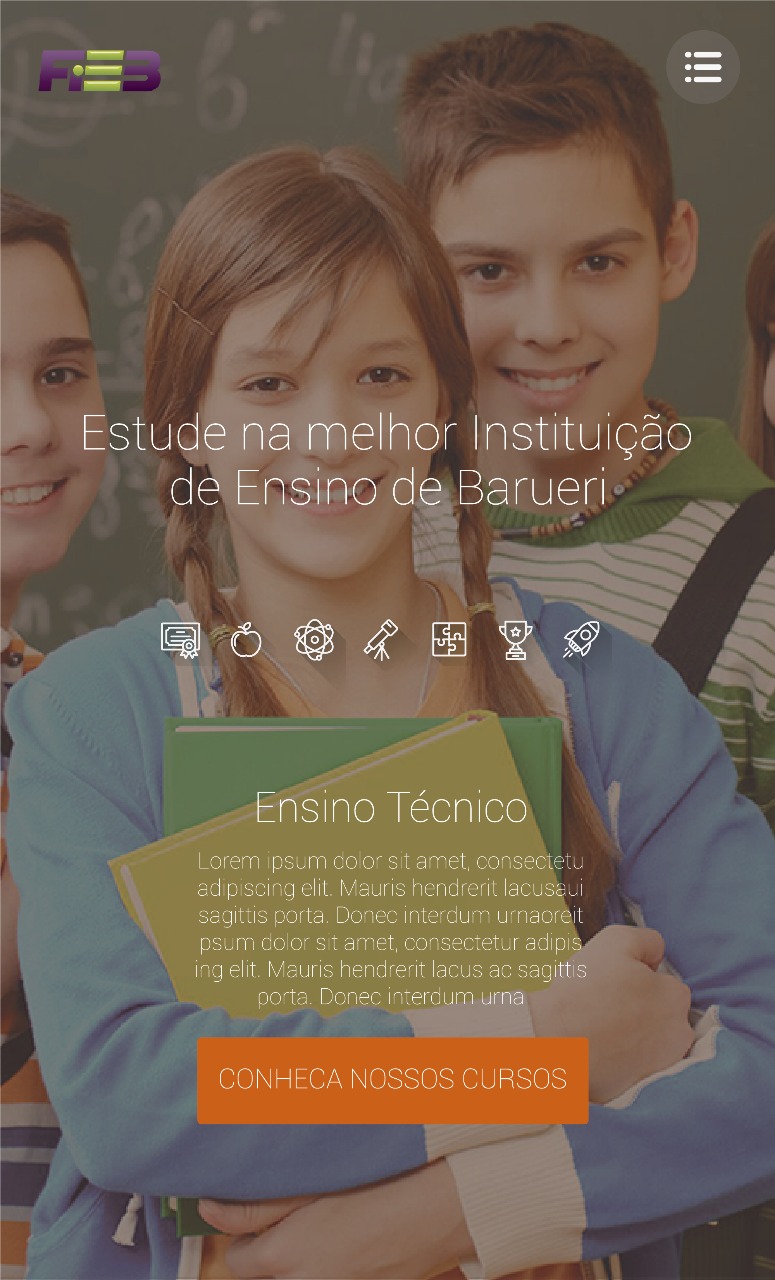 FIEB
Estude na melhor Instituição
de Ensino de Barueri
Ensino Técnico
Lorem ipsum dolor sit amet, consectetu
adipiscing elit. Mauris hendrerit lacusaui
sagittis porta. Donec interdum urnaoreit
psum dolor sit amet, consectetur adipis
ing elit. Mauris hendrerit lacus ac sagittis
porta. Donec interdum urna
CONHECA NOSSOS CURSOS